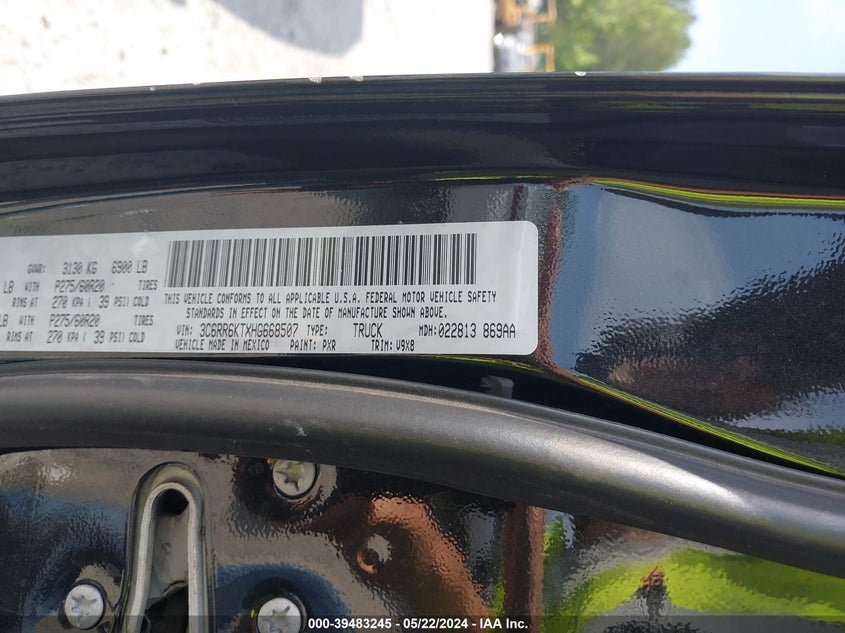 GVWR: 3130 KG 6900 LB
LB WITH P275/60R20 TIRES
RIMS AT 270 KPA ( 39 PSI) COLD
LB WITH P275/60R20 TIRES
RIMS AT 270 KPA ( 39 PSI) COLD
THIS VEHICLE CONFORMS TO ALL APPLICABLE U.S.A. FEDERAL MOTOR VEHICLE SAFETY
STANDARDS IN EFFECT ON THE DATE OF MANUFACTURE SHOWN ABOVE.
VIN: 3C6RR6KTXHG668507 TYPE: TRUCK MDH: 022813 869AA
VEHICLE MADE IN MEXICO PAINT: PXR TRIM: V9X8
000-39483245 - 05/22/2024 - IAA Inc.